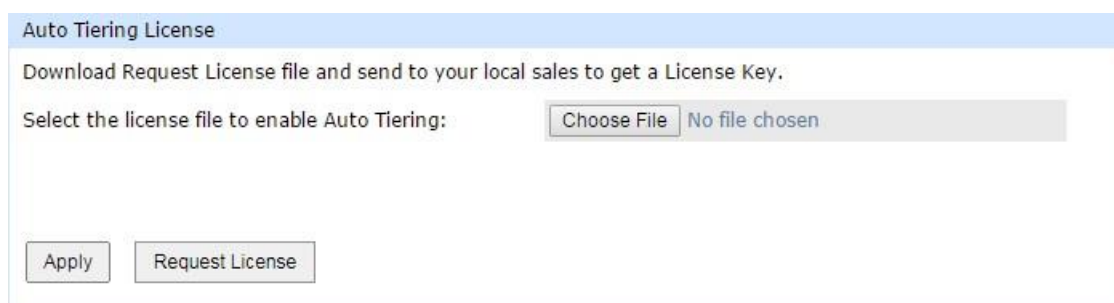 Auto Tiering License
Download Request License file and send to your local sales to get a License Key.
Select the license file to enable Auto Tiering: Choose File No file chosen
Apply Request License